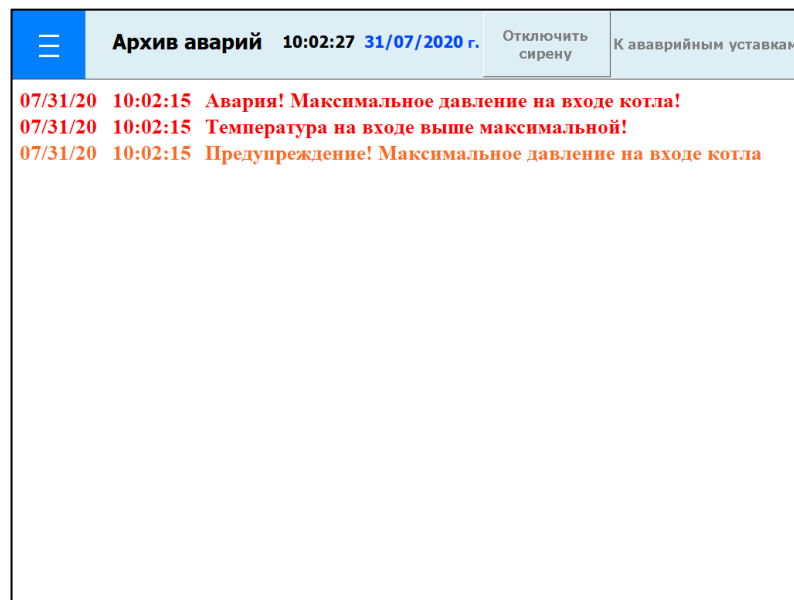 Архив аварий 10:02:27 31/07/2020 г.
Отключить
сирену
К ававрийным уставкам
07/31/20 10:02:15 Авария! Максимальное давление на входе котла!
07/31/20 10:02:15 Температура на входе выше максимальной!
07/31/20 10:02:15 Предупреждение! Максимальное давление на входе котла